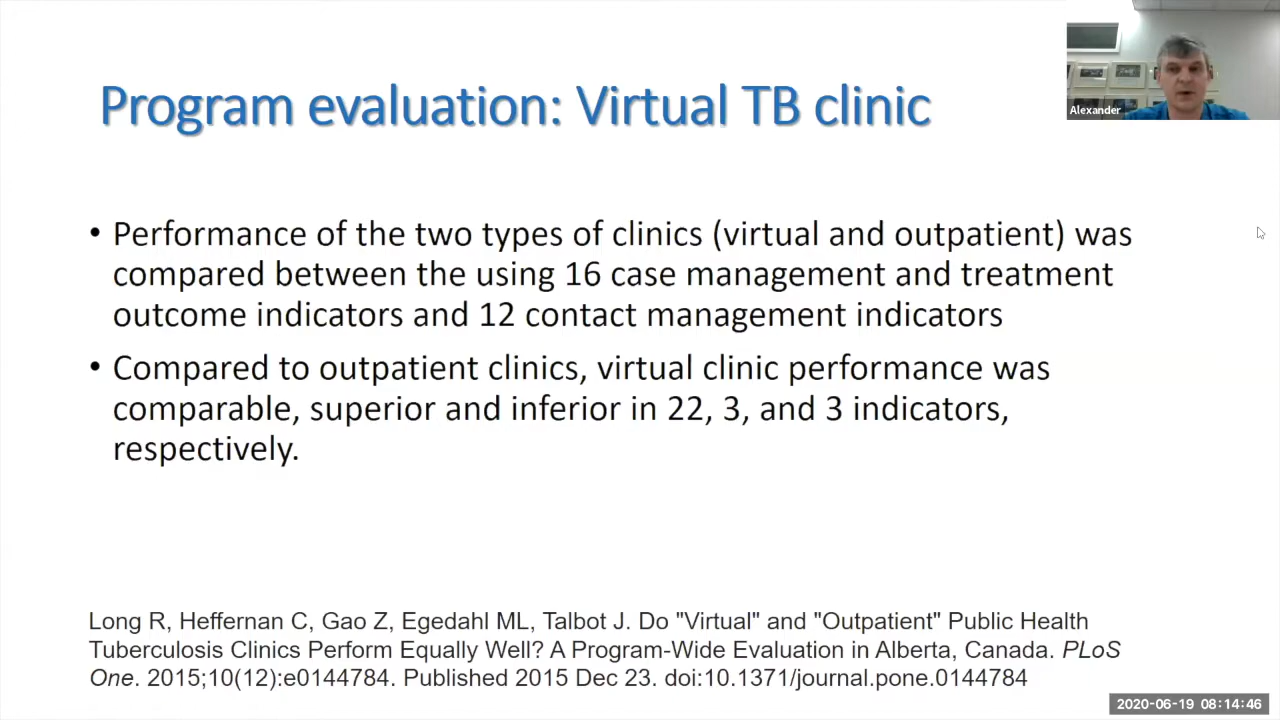 Program evaluation: Virtual TB clinic
Alexander
• Performance of the two types of clinics (virtual and outpatient) was
compared between the using 16 case management and treatment
outcome indicators and 12 contact management indicators
• Compared to outpatient clinics, virtual clinic performance was
comparable, superior and inferior in 22, 3, and 3 indicators,
respectively.
Long R, Heffernan C, Gao Z, Egedahl ML, Talbot J. Do "Virtual" and "Outpatient" Public Health
Tuberculosis Clinics Perform Equally Well? A Program-Wide Evaluation in Alberta, Canada. PLoS
One. 2015;10(12):e0144784. Published 2015 Dec 23. doi:10.1371/journal.pone.0144784
2020-06-19 08:14:46